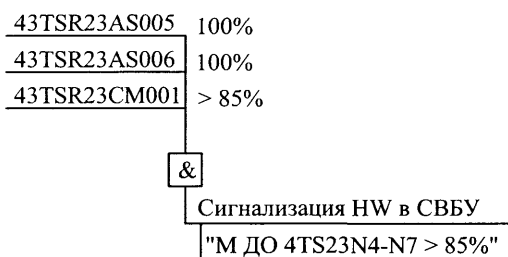 43TSR23AS005 100%
43TSR23AS006 100%
43TSR23CM001 > 85%
&
Сигнализация HW в СВБУ
"М ДО 4TS23N4-N7 > 85%"